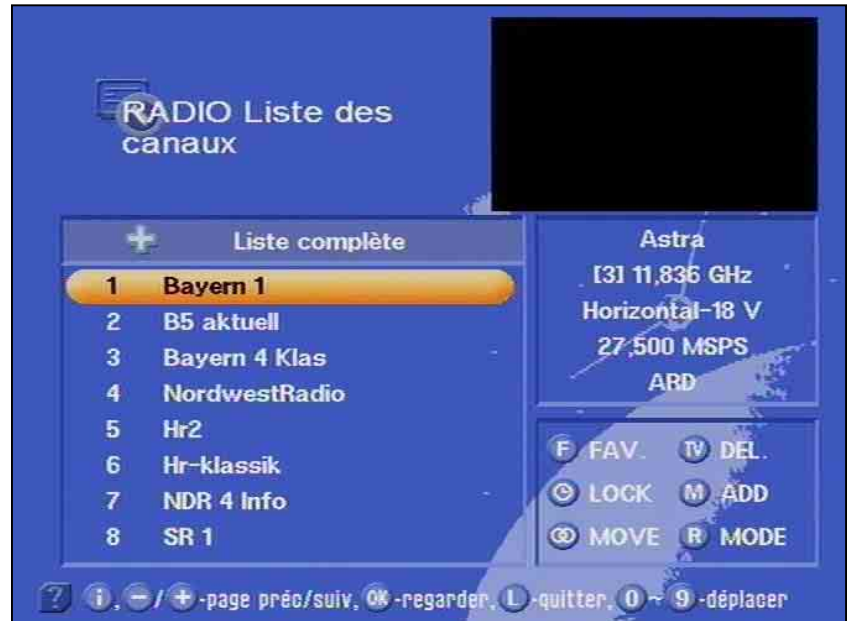 RADIO Liste des
canaux
Liste complète
1 Bayern 1
2 B5 aktuell
3 Bayern 4 Klas
4 NordwestRadio
5 Hr2
6 Hr-klassik
7 NDR 4 Info
8 SR 1
Astra
[3] 11,836 GHz
Horizontal-18 V
27,500 MSPS
ARD
F FAV. TV DEL.
LOCK M ADD
MOVE R MODE
? i, -/+-page préc/suiv, OK-regarder, L-quitter, 0~9-déplacer